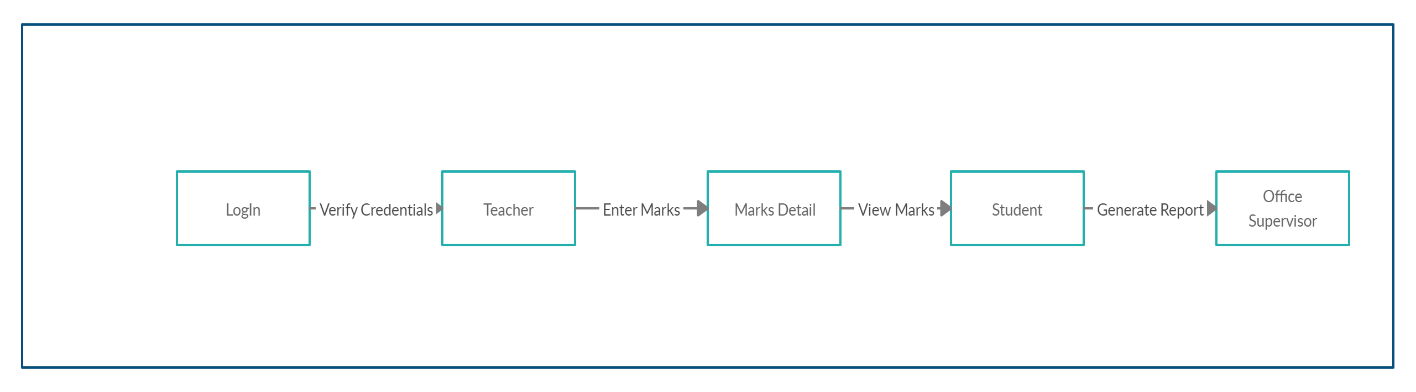 LogIn
Verify Credentials
Teacher
Enter Marks
Marks Detail
View Marks
Student
Generate Report
Office
Supervisor